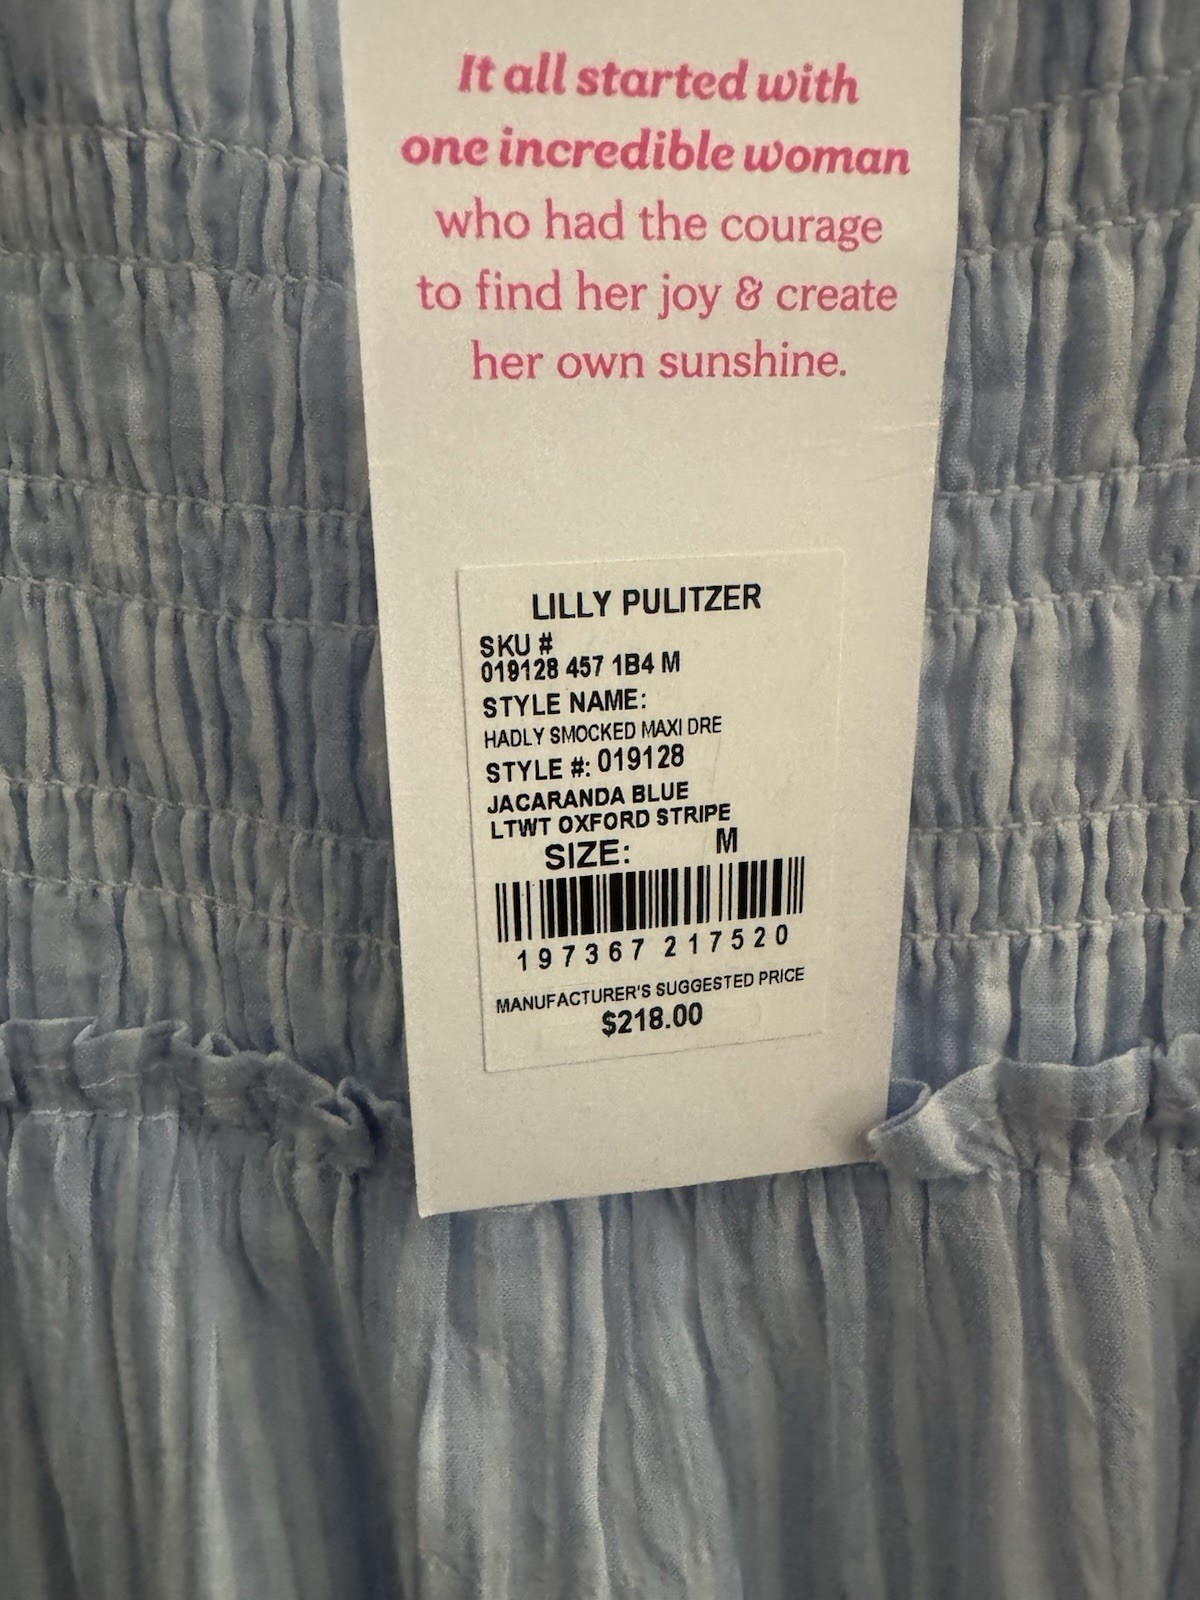 It all started with
one incredible woman
who had the courage
to find her joy & create
her own sunshine.
LILLY PULITZER
SKU #
019128 457 1B4 M
STYLE NAME:
HADLY SMOCKED MAXI DRE
STYLE #: 019128
JACARANDA BLUE
LTWT OXFORD STRIPE
SIZE: M
197367 217520
MANUFACTURER'S SUGGESTED PRICE
$218.00